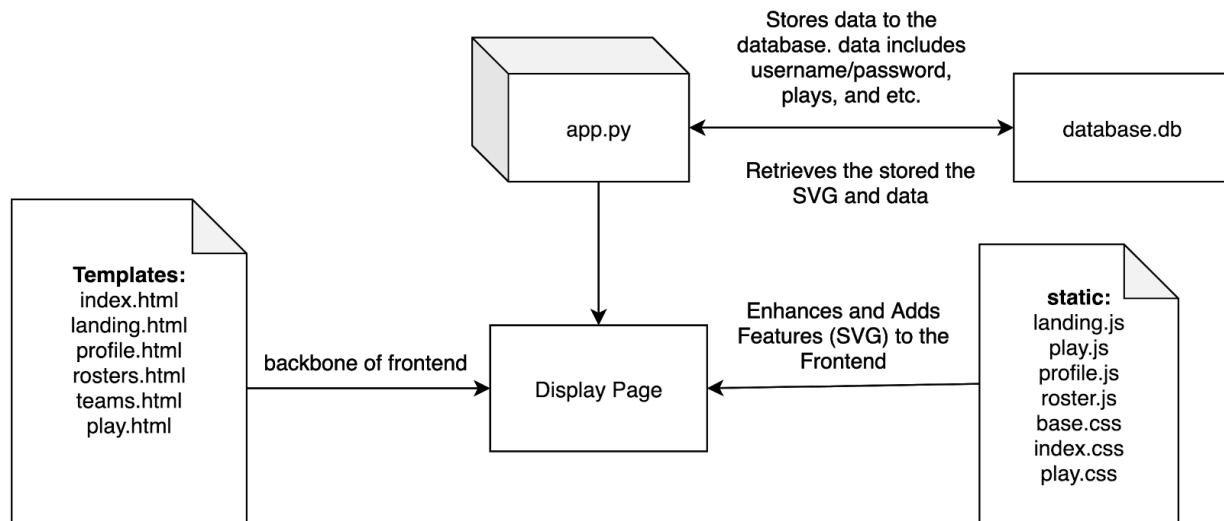 Stores data to the
database. data includes
username/password,
plays, and etc.
app.py
database.db
Retrieves the stored the
SVG and data
Templates:
index.html
landing.html
profile.html
rosters.html
teams.html
play.html
backbone of frontend
Display Page
Enhances and Adds
Features (SVG) to the
Frontend
static:
landing.js
play.js
profile.js
roster.js
base.css
index.css
play.css